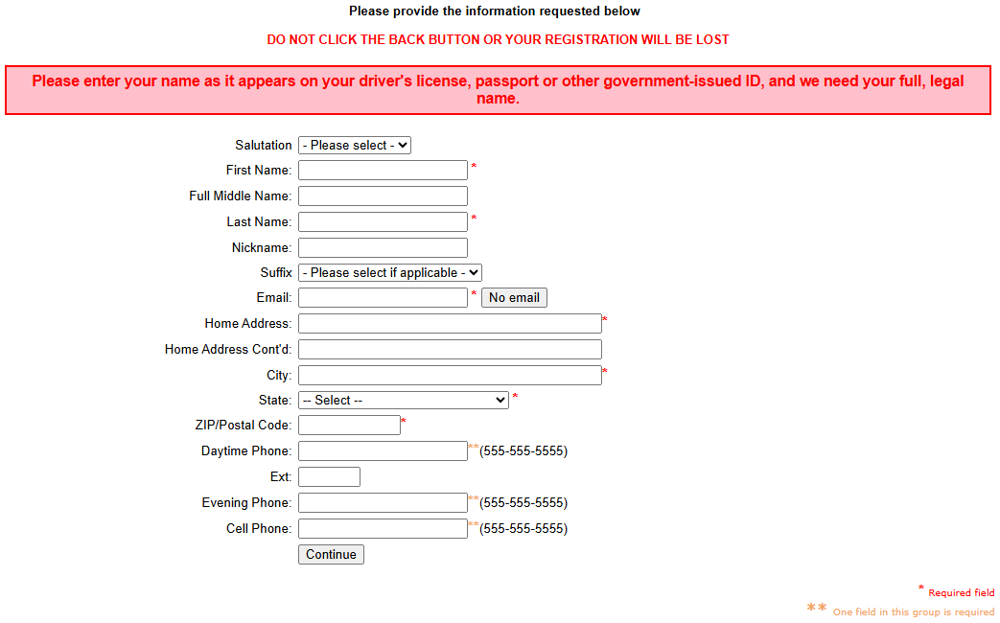 Please provide the information requested below
DO NOT CLICK THE BACK BUTTON OR YOUR REGISTRATION WILL BE LOST
Please enter your name as it appears on your driver's license, passport or other government-issued ID, and we need your full, legal
name.
Salutation - Please select -
First Name: *
Full Middle Name:
Last Name: *
Nickname:
Suffix - Please select if applicable -
Email: * No email
Home Address: *
Home Address Cont'd:
City: *
State: -- Select -- *
ZIP/Postal Code: *
Daytime Phone: **(555-555-5555)
Ext:
Evening Phone: **(555-555-5555)
Cell Phone: **(555-555-5555)
Continue
* Required field
** One field in this group is required